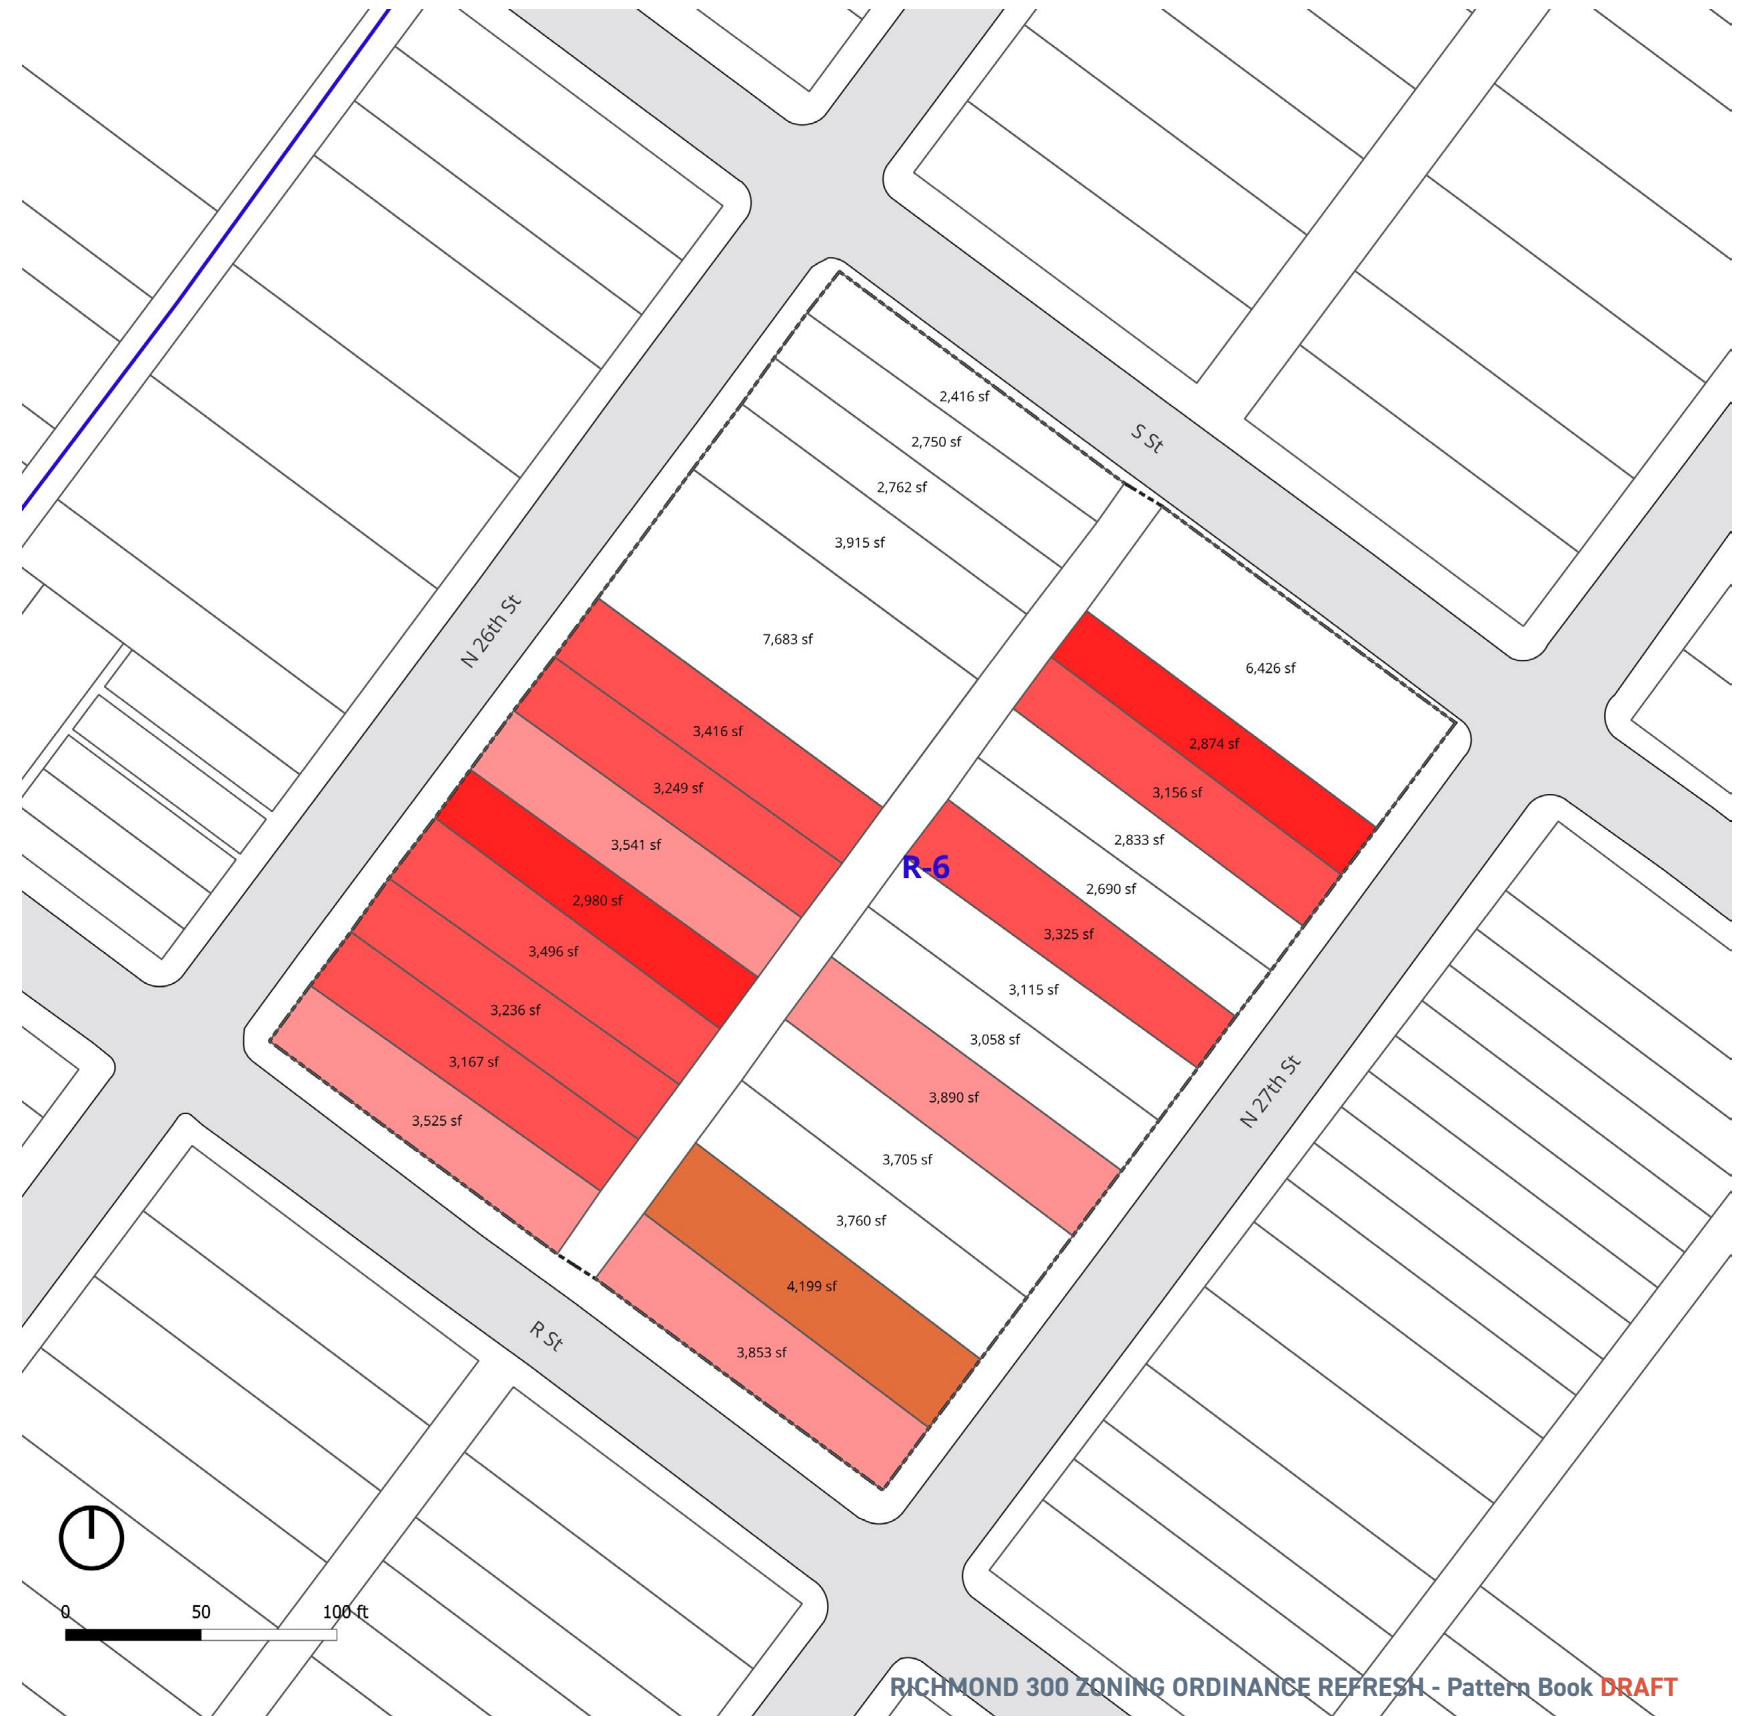 S St
2,416 sf
2,750 sf
2,762 sf
3,915 sf
N 26th St
7,683 sf
6,426 sf
3,416 sf
2,874 sf
3,249 sf
3,156 sf
3,541 sf
2,833 sf
R-6
2,690 sf
2,980 sf
3,325 sf
3,496 sf
3,115 sf
3,236 sf
3,058 sf
3,167 sf
3,890 sf
N 27th St
3,525 sf
3,705 sf
3,760 sf
4,199 sf
R St
3,853 sf
0 50 100 ft
RICHMOND 300 ZONING ORDINANCE REFRESH - Pattern Book DRAFT